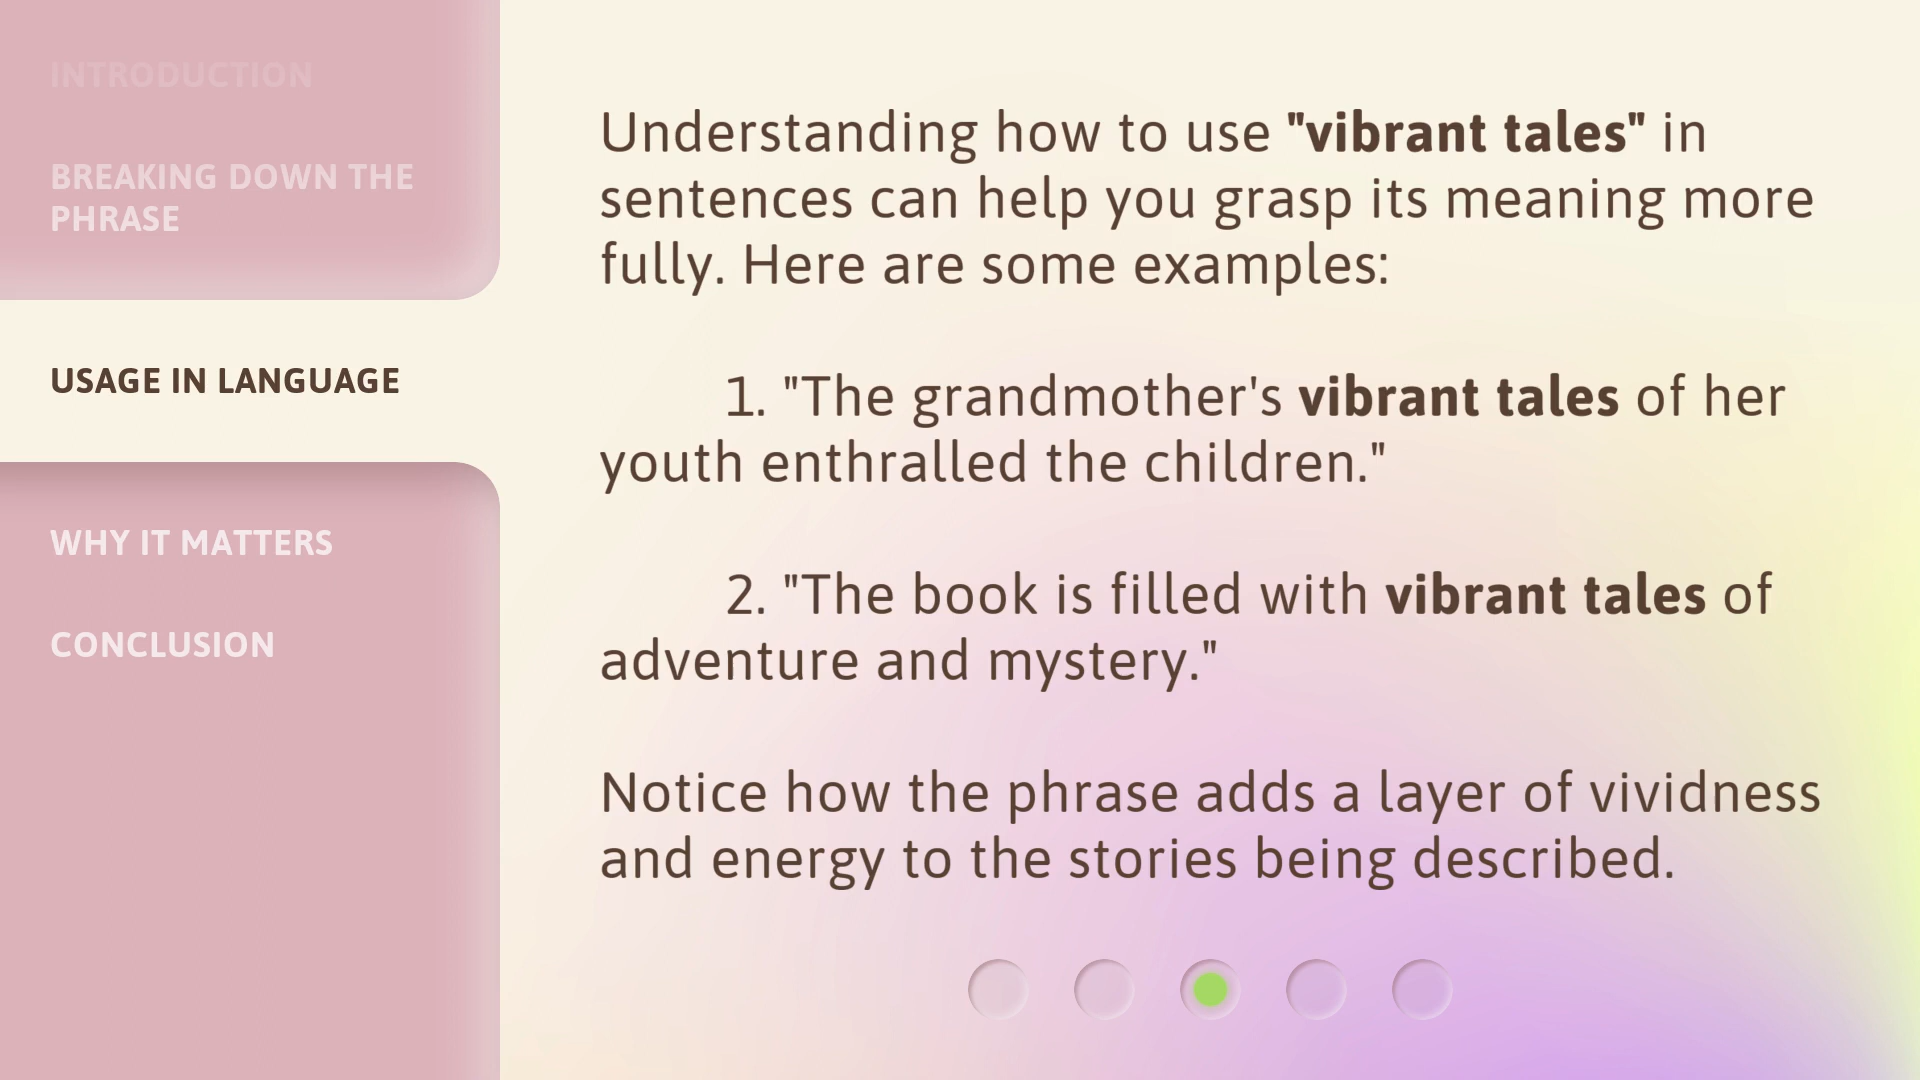 INTRODUCTION
BREAKING DOWN THE
PHRASE
USAGE IN LANGUAGE
WHY IT MATTERS
CONCLUSION
Understanding how to use "vibrant tales" in
sentences can help you grasp its meaning more
fully. Here are some examples:
1. "The grandmother's vibrant tales of her
youth enthralled the children."
2. "The book is filled with vibrant tales of
adventure and mystery."
Notice how the phrase adds a layer of vividness
and energy to the stories being described.